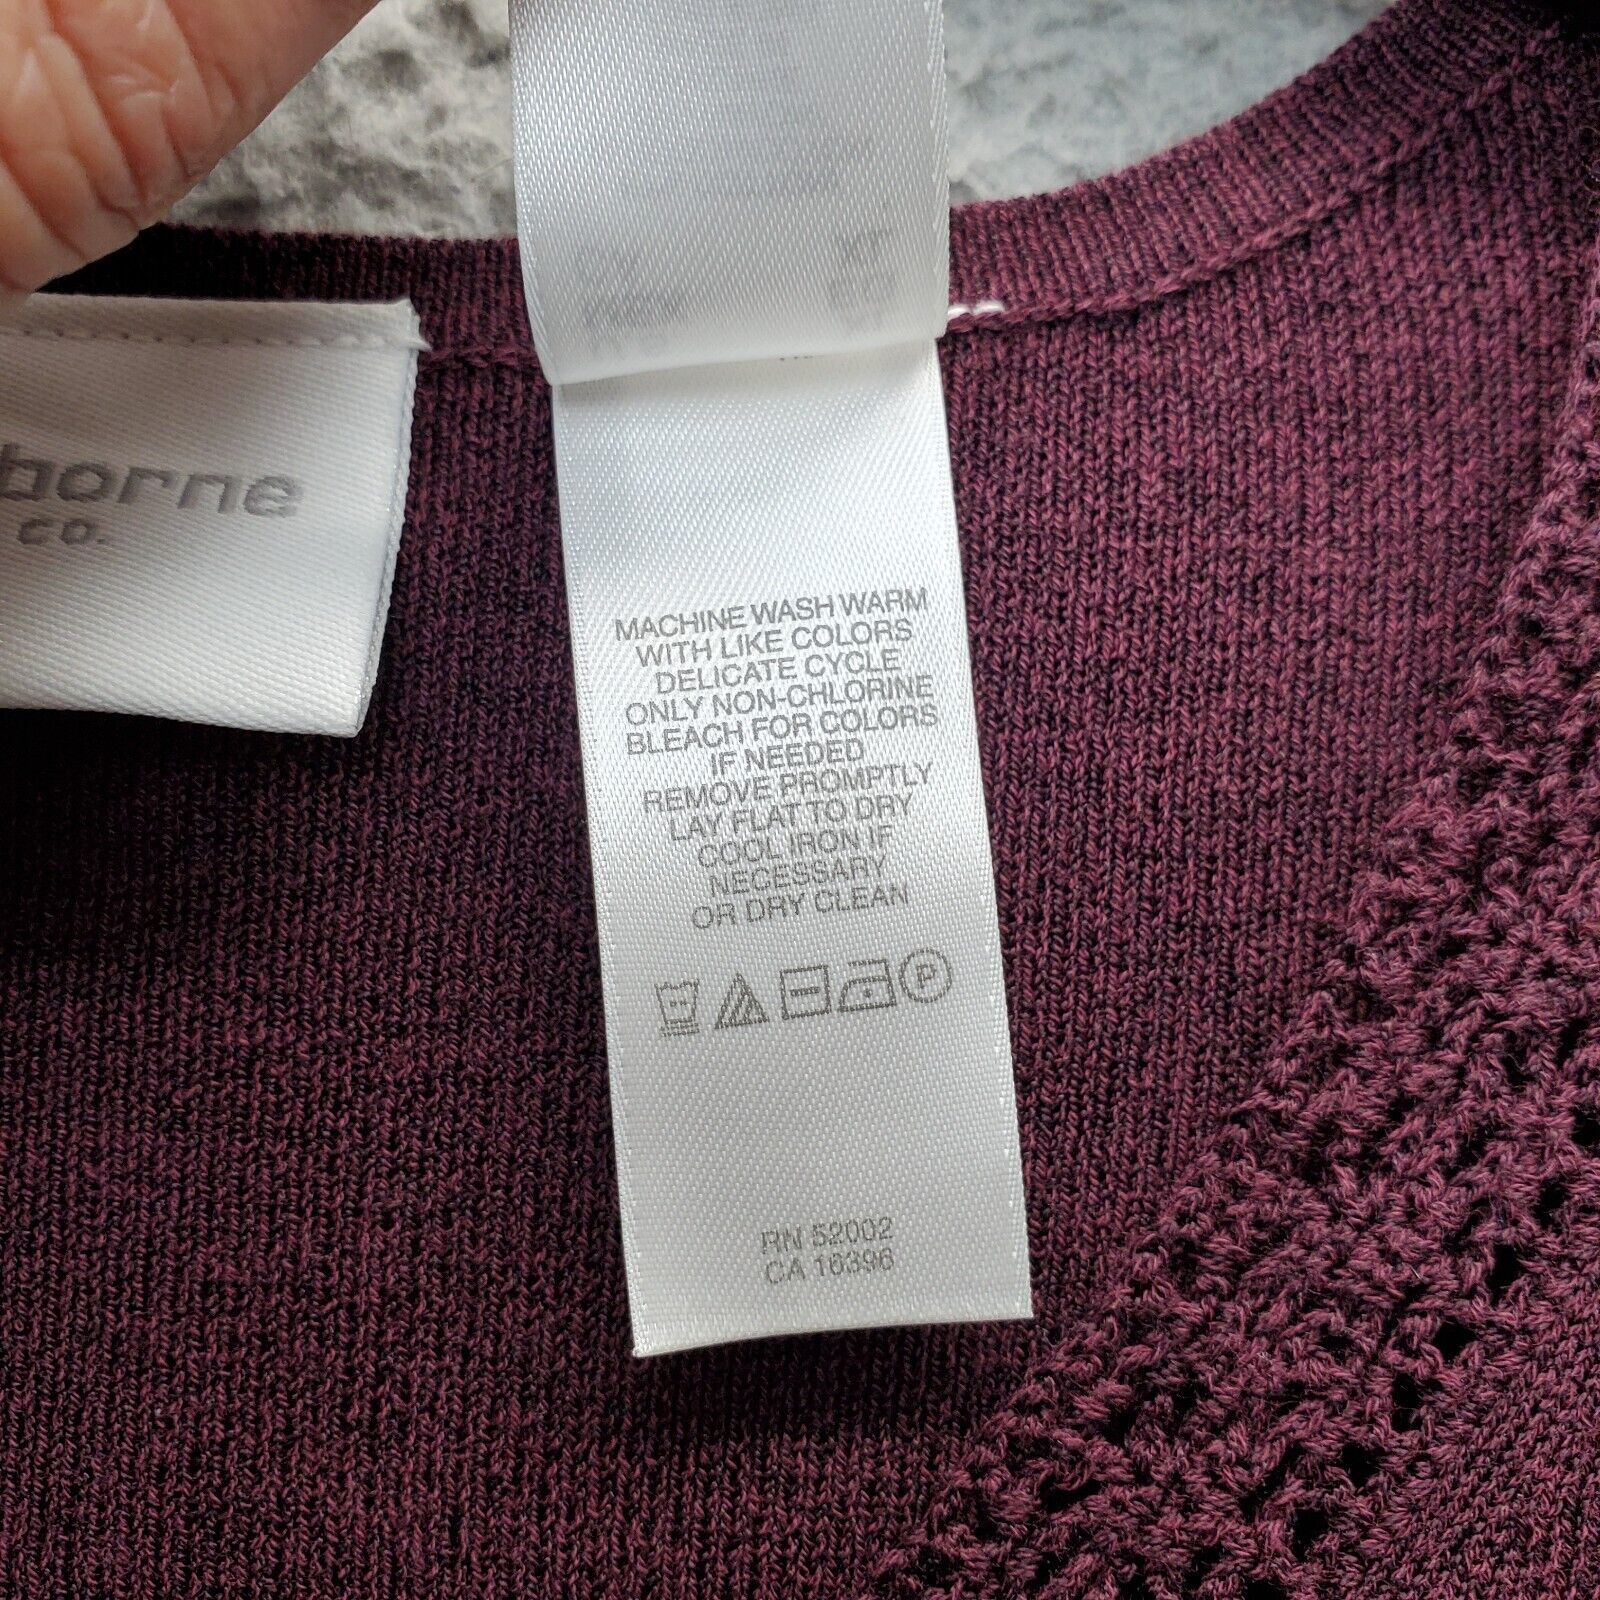 borne
co.
MACHINE WASH WARM
WITH LIKE COLORS
DELICATE CYCLE
ONLY NON-CHLORINE
BLEACH FOR COLORS
IF NEEDED
REMOVE PROMPTLY
LAY FLAT TO DRY
COOL IRON IF
NECESSARY
OR DRY CLEAN
P
RN 52002
CA 16396